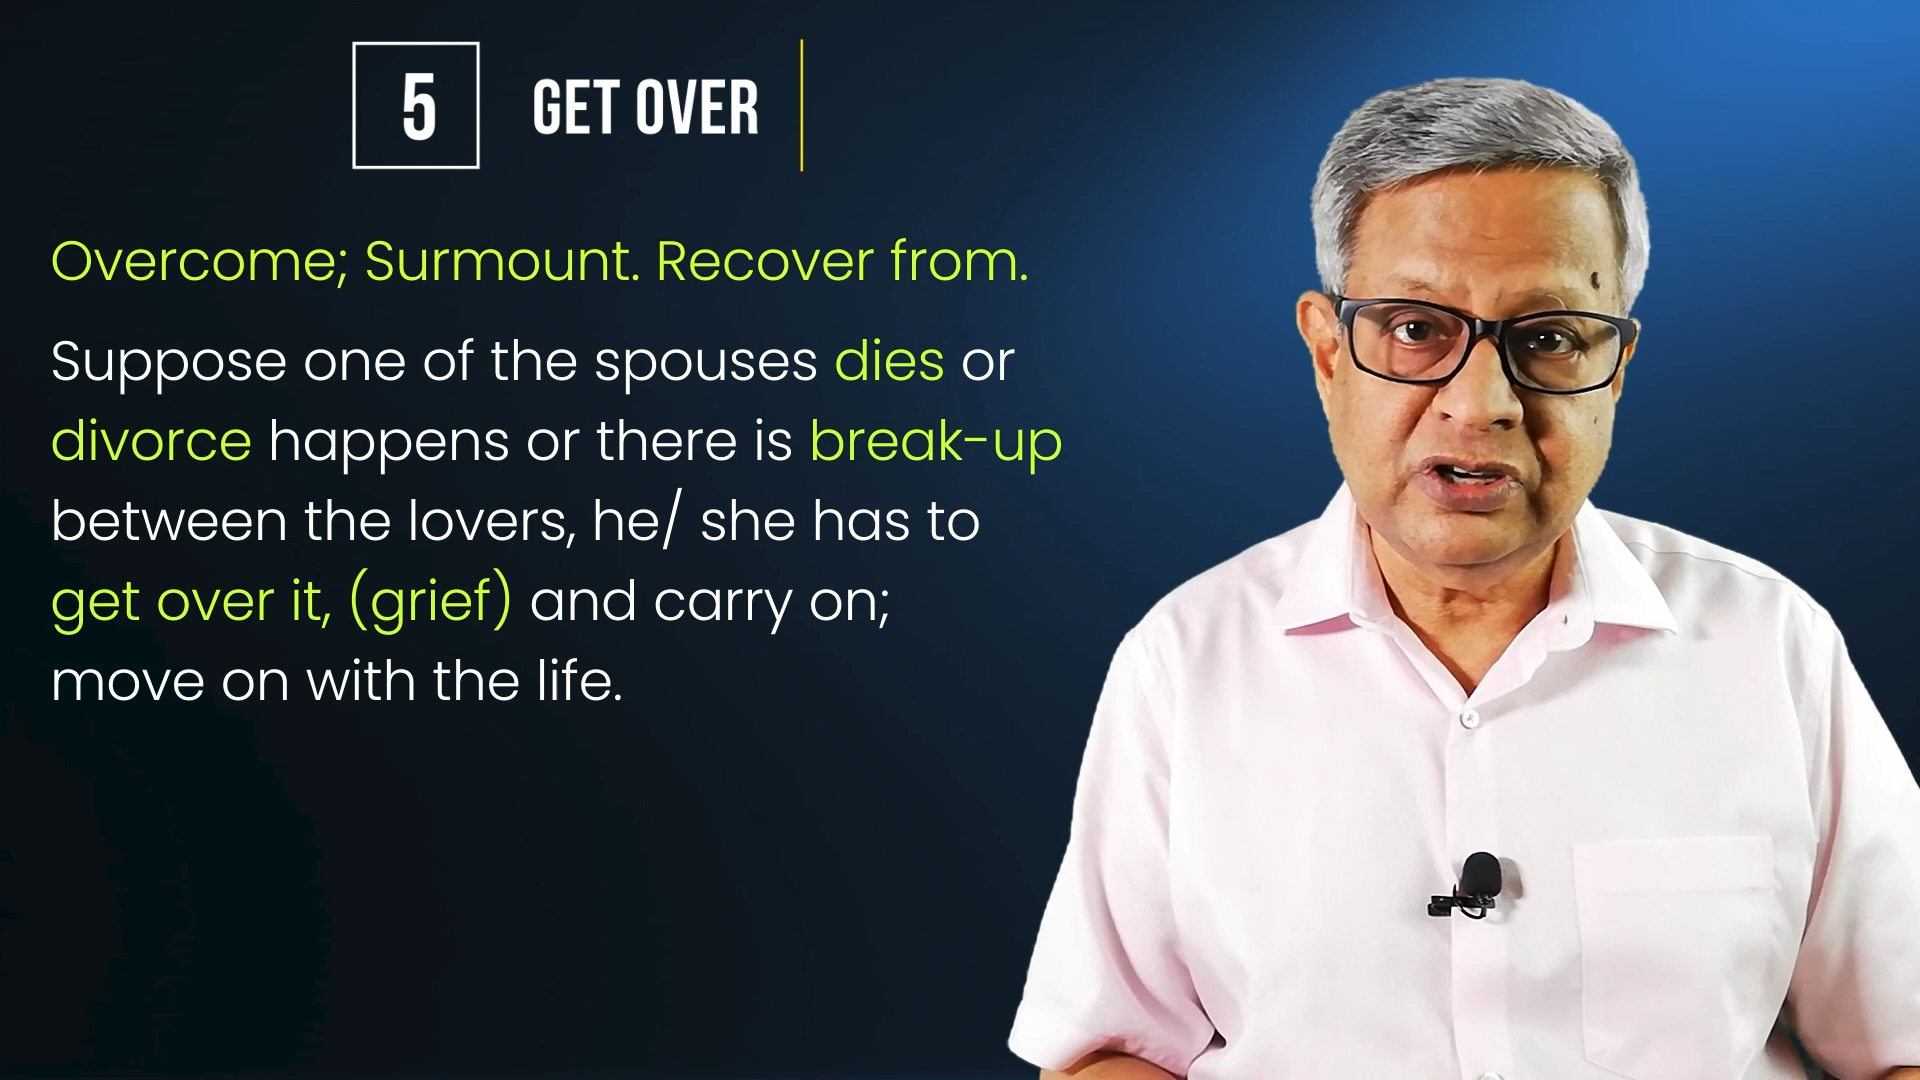 5 GET OVER
Overcome; Surmount. Recover from.
Suppose one of the spouses dies or
divorce happens or there is break-up
between the lovers, he/ she has to
get over it, (grief) and carry on;
move on with the life.